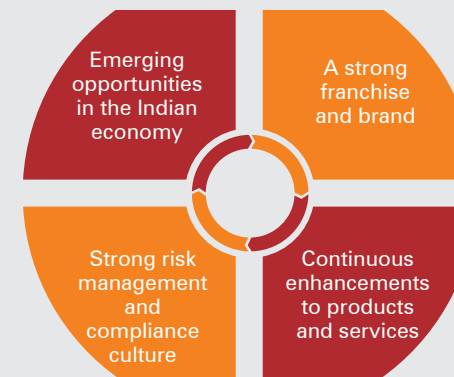 Emerging
opportunities
in the Indian
economy
A strong
franchise
and brand
Strong risk
management
and
compliance
culture
Continuous
enhancements
to products
and services